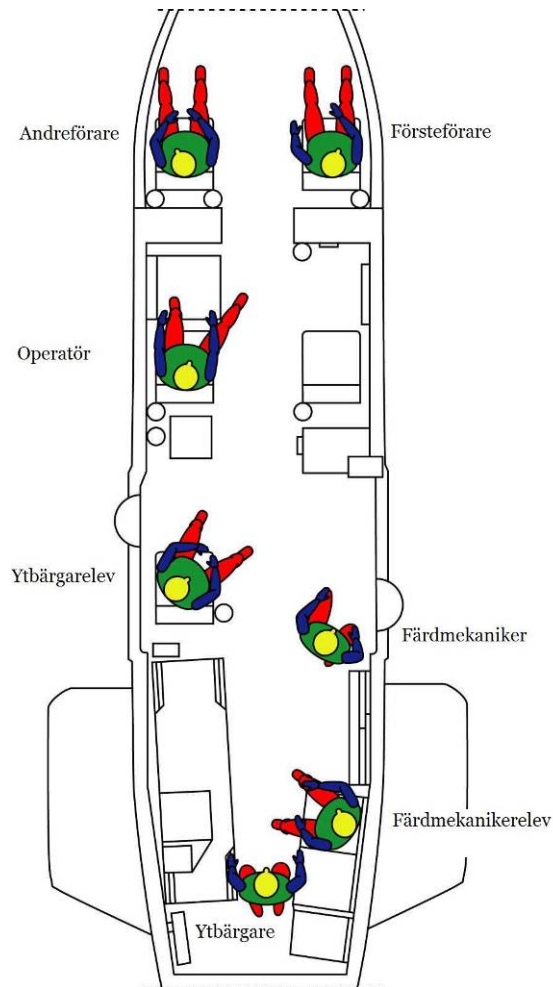 Andreförare
Försteförare
Operatör
Ytbärgarelev
Färdmekaniker
Färdmekanikerelev
Ytbärgare